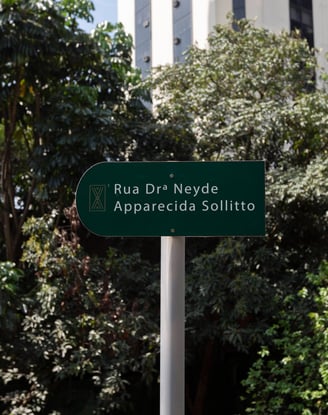 Rua Drª Neyde
Apparecida Sollitto